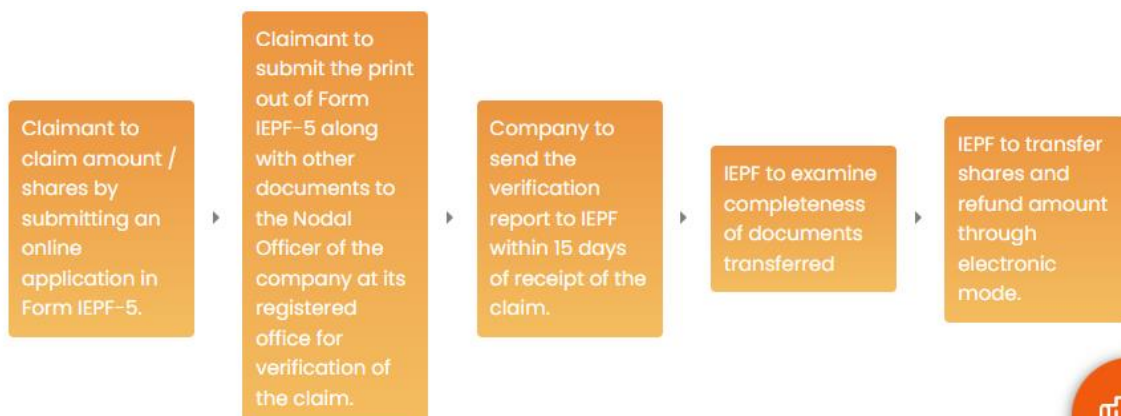 Claimant to
claim amount /
shares by
submitting an
online
application in
Form IEPF-5.
Claimant to
submit the print
out of Form
IEPF-5 along
with other
documents to
the Nodal
Officer of the
company at its
registered
office for
verification of
the claim.
Company to
send the
verification
report to IEPF
within 15 days
of receipt of the
claim.
IEPF to examine
completeness
of documents
transferred
IEPF to transfer
shares and
refund amount
through
electronic
mode.